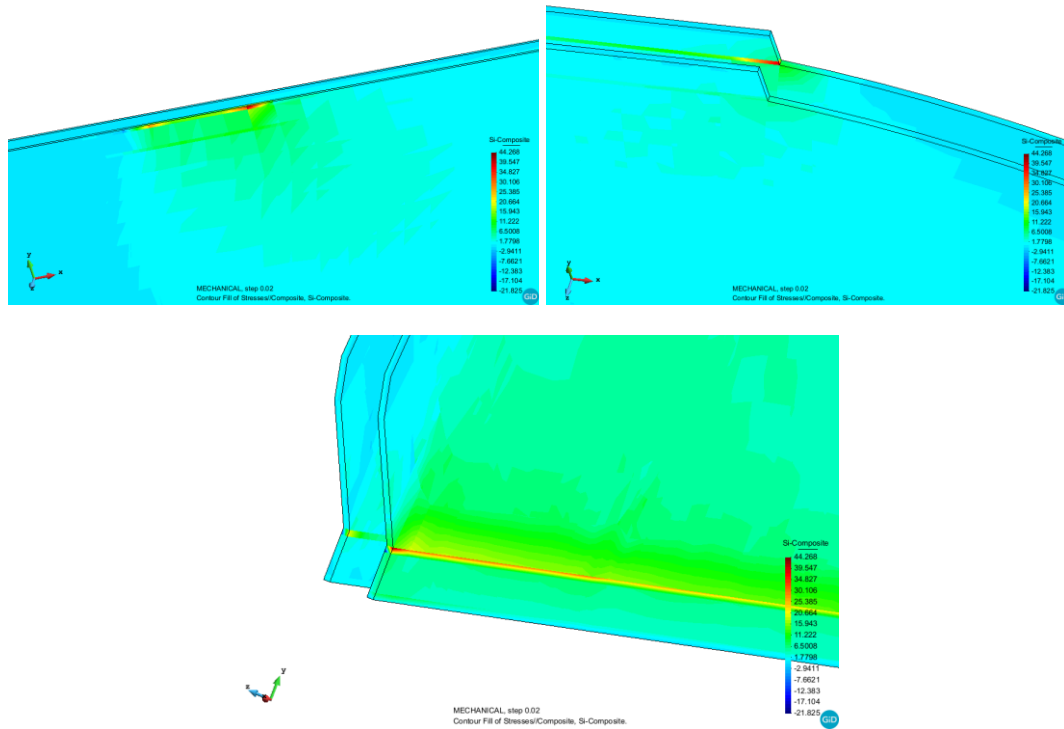 Si-Composite
44.268
39.547
34.827
30.106
25.385
20.664
15.943
11.222
6.5008
1.7798
-2.9411
-7.6621
-12.383
-17.104
-21.825
y
x
z
MECHANICAL, step 0.02
Contour Fill of Stresses//Composite, Si-Composite.
GiD
Si-Composite
44.268
39.547
34.827
30.106
25.385
20.664
15.943
11.222
6.5008
1.7798
-2.9411
-7.6621
-12.383
-17.104
-21.825
y
x
z
MECHANICAL, step 0.02
Contour Fill of Stresses//Composite, Si-Composite.
GiD
Si-Composite
44.268
39.547
34.827
30.106
25.385
20.664
15.943
11.222
6.5008
1.7798
-2.9411
-7.6621
-12.383
-17.104
-21.825
y
z
MECHANICAL, step 0.02
Contour Fill of Stresses//Composite, Si-Composite.
GiD